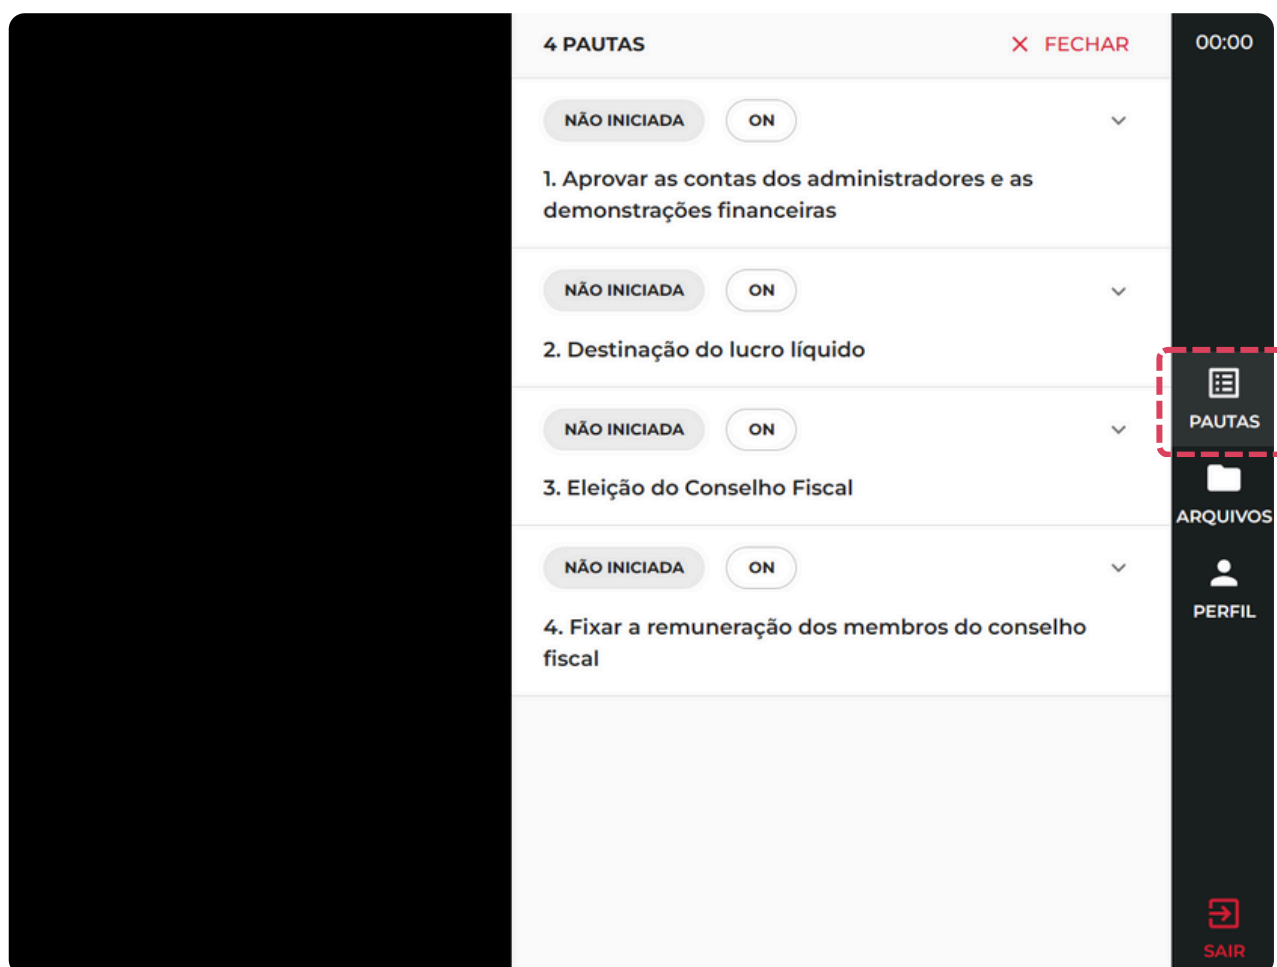 4 PAUTAS
FECHAR
00:00
NÃO INICIADA
ON
1. Aprovar as contas dos administradores e as
demonstrações financeiras
NÃO INICIADA
ON
2. Destinação do lucro líquido
NÃO INICIADA
ON
3. Eleição do Conselho Fiscal
NÃO INICIADA
ON
4. Fixar a remuneração dos membros do conselho
fiscal
PAUTAS
ARQUIVOS
PERFIL
SAIR